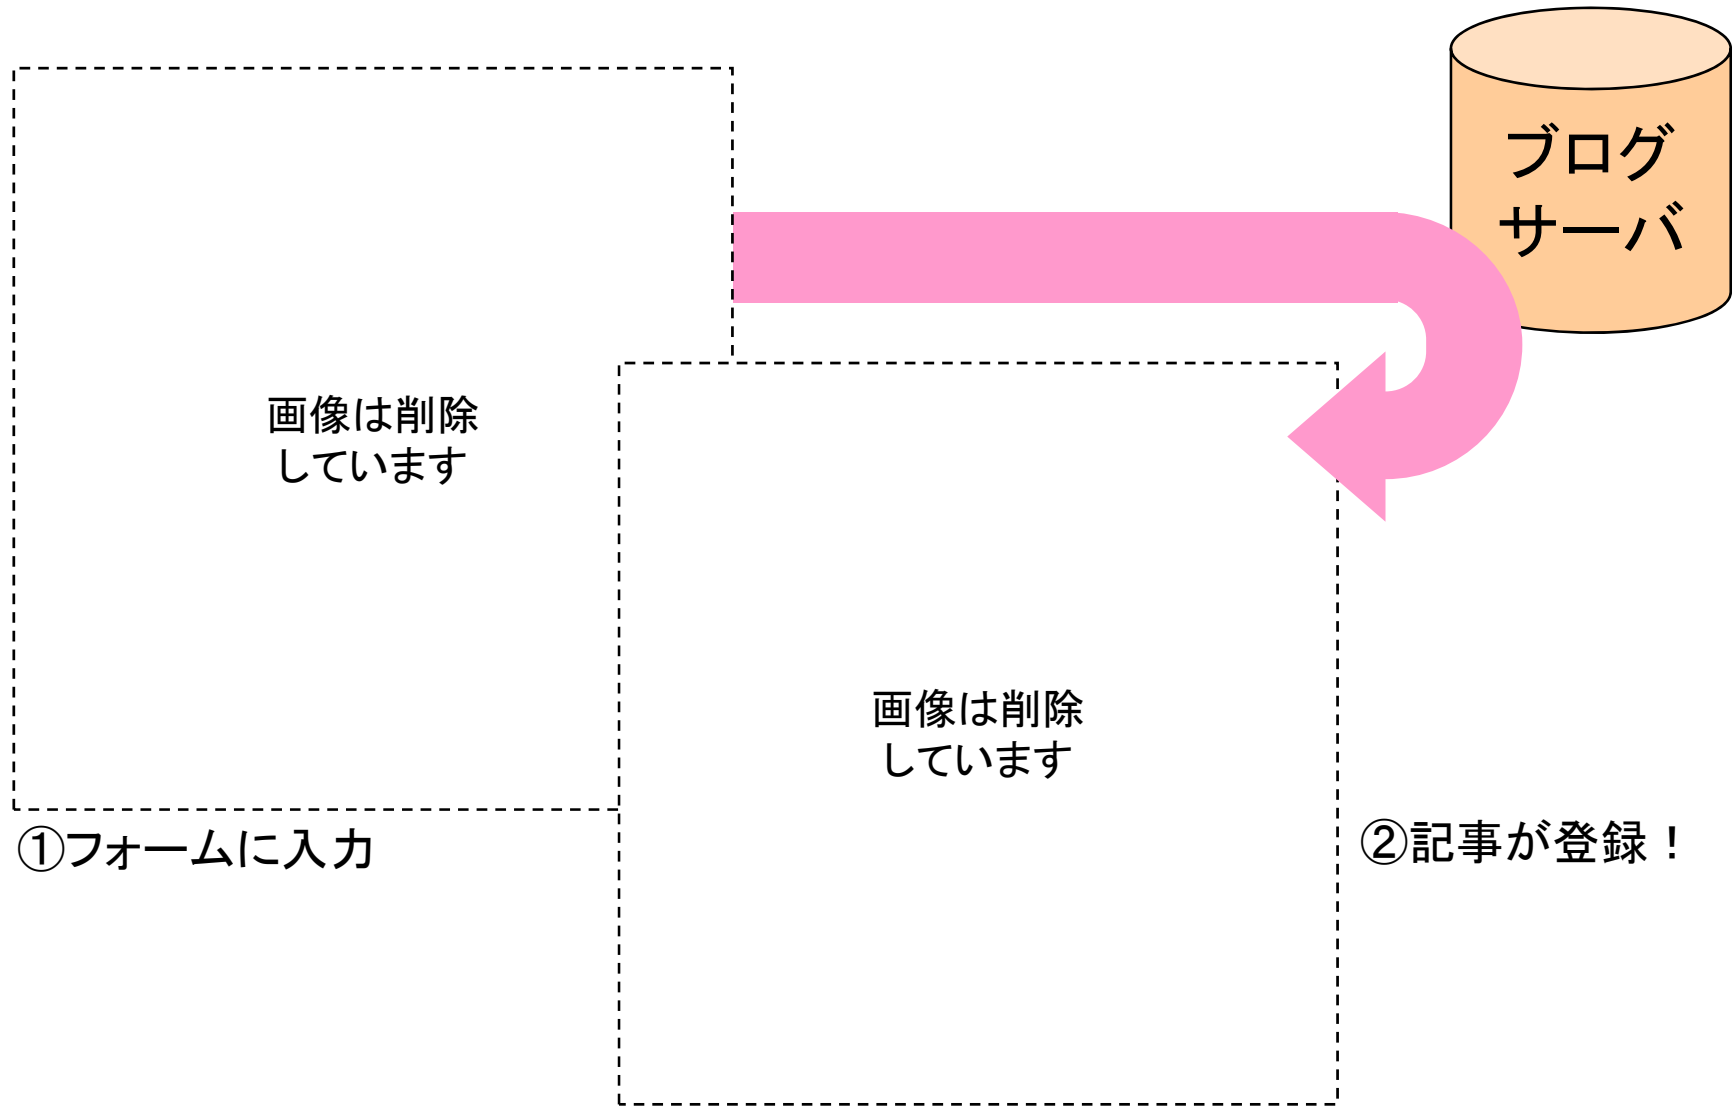 ブログ
サーバ
画像は削除
しています
①フォームに入力
画像は削除
しています
②記事が登録！